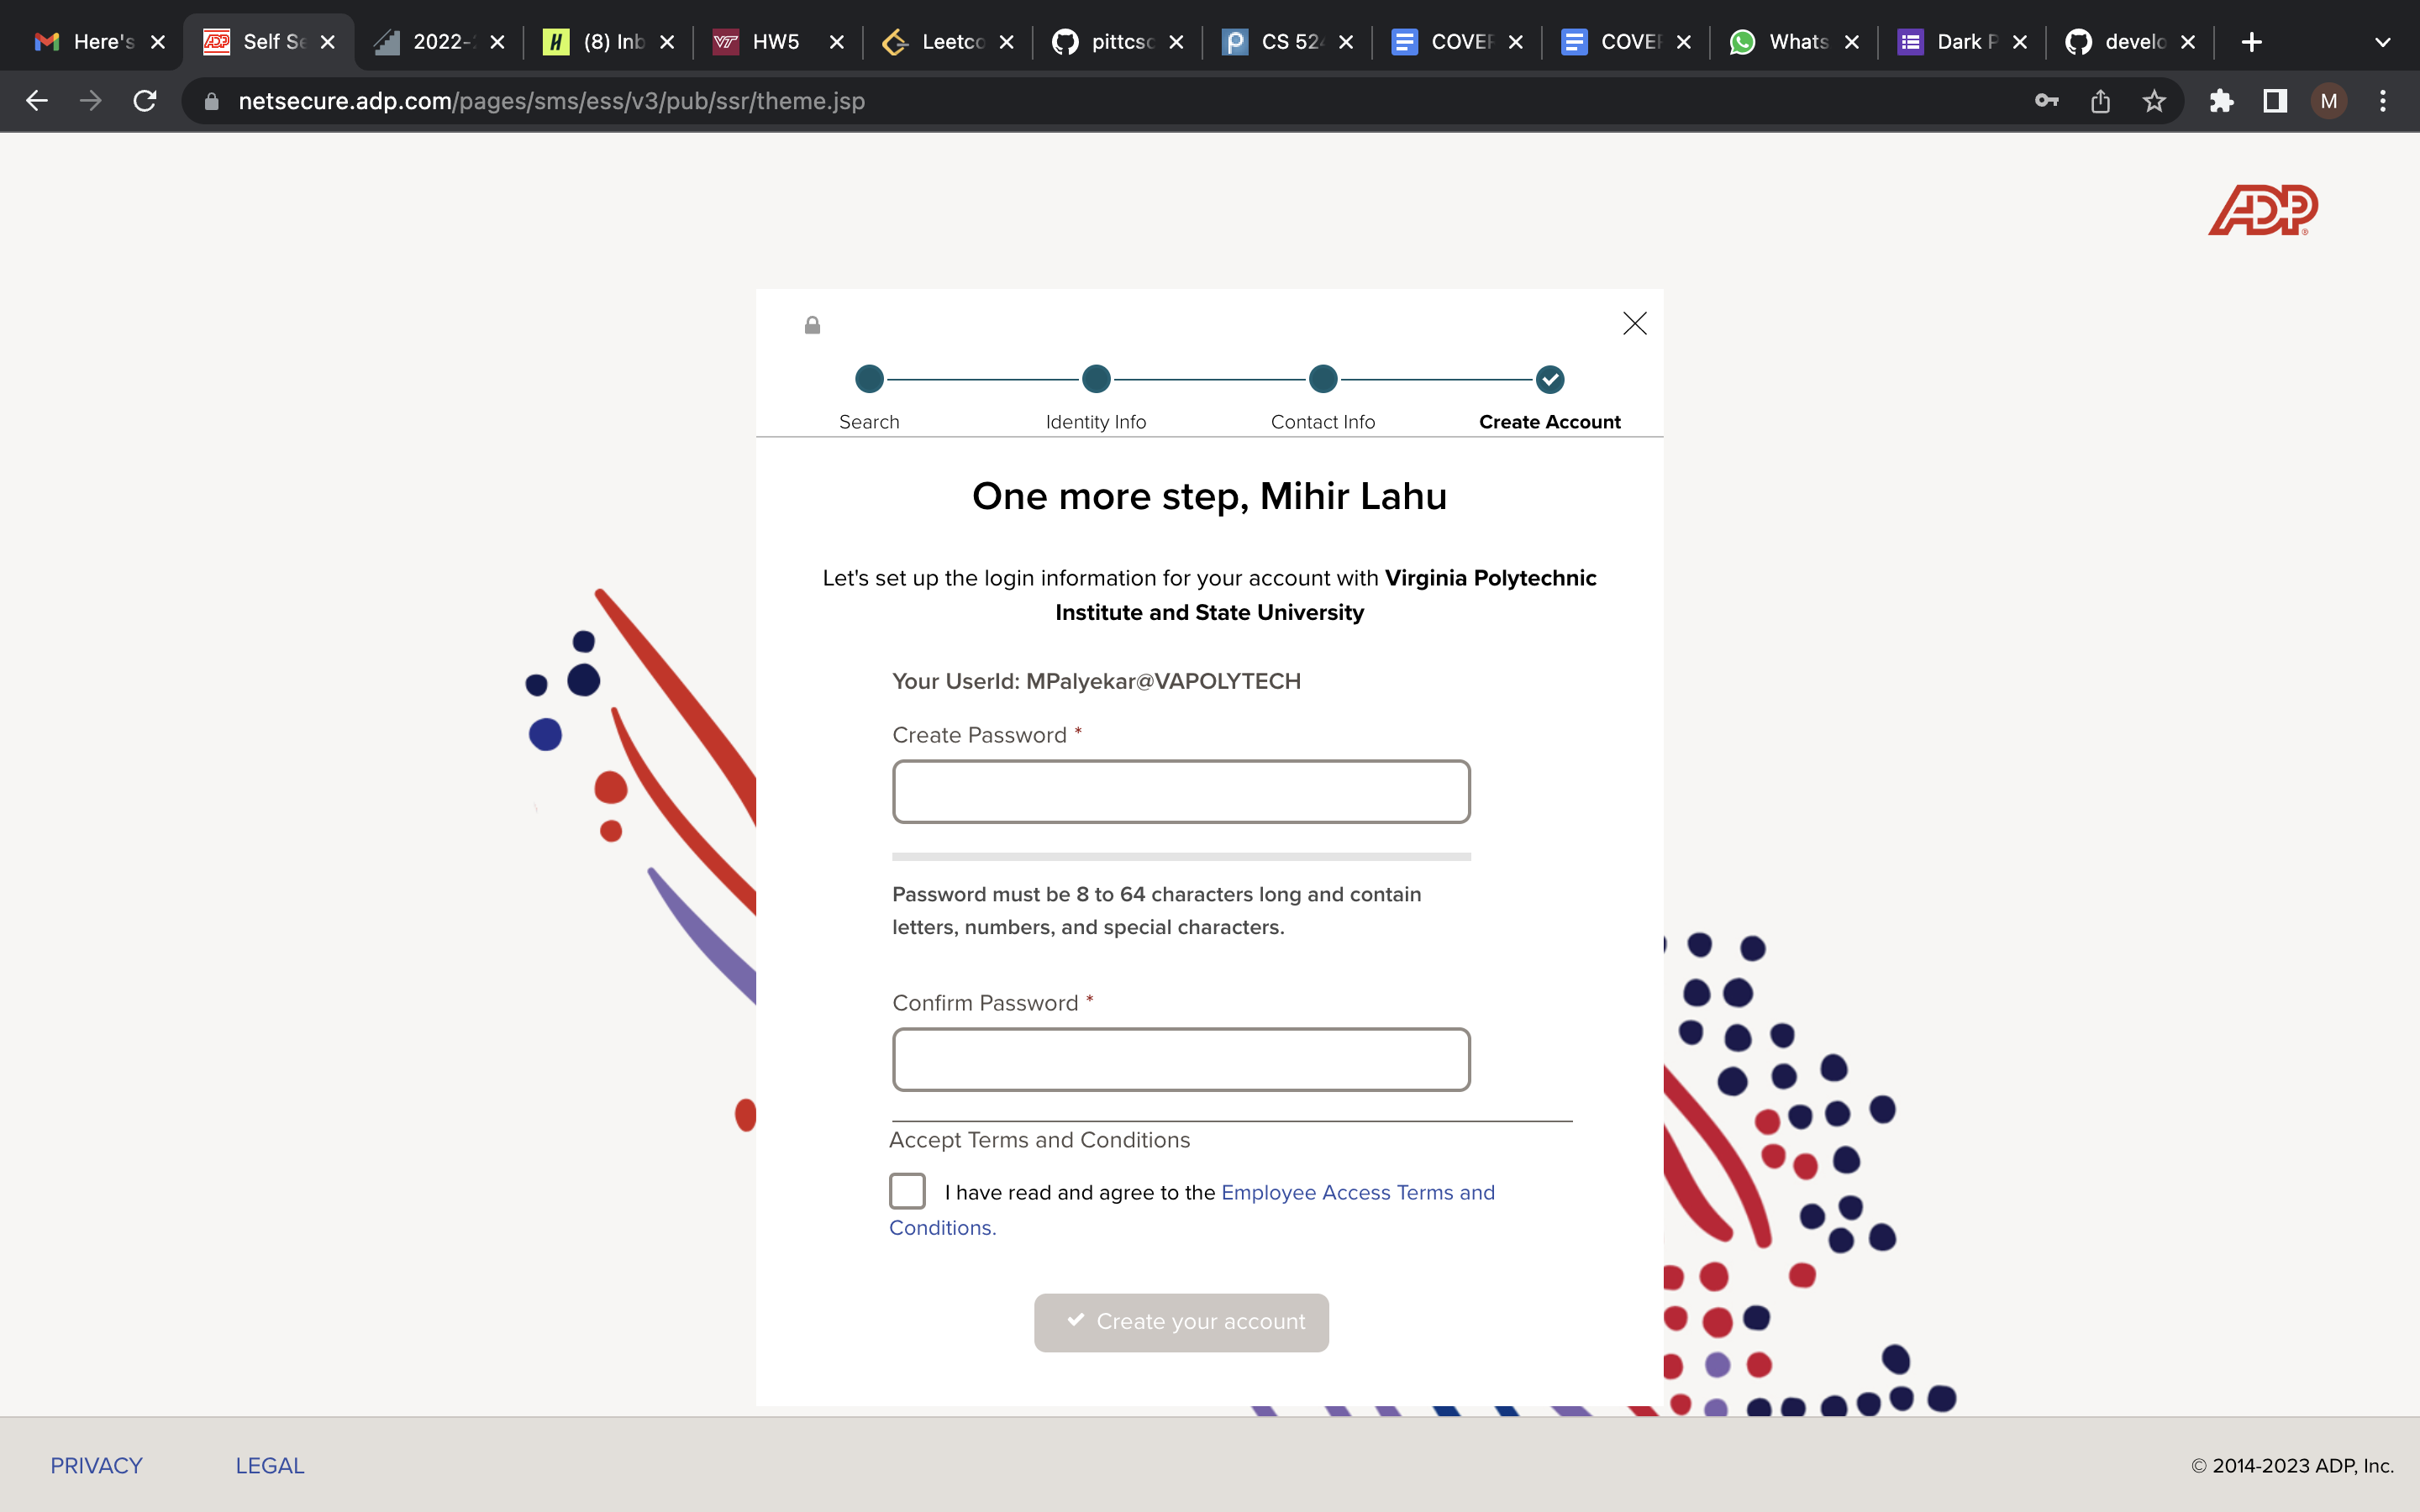 Here's
Self Se
2022-
(8) Inb
HW5
Leetco
pittcsc
CS 524
COVER
COVER
Whats
Dark P
develo
netsecure.adp.com/pages/sms/ess/v3/pub/ssr/theme.jsp
M
ADP
Search
Identity Info
Contact Info
Create Account
One more step, Mihir Lahu
Let's set up the login information for your account with Virginia Polytechnic
Institute and State University
Your UserId: MPalyekar@VAPOLYTECH
Create Password *
Password must be 8 to 64 characters long and contain
letters, numbers, and special characters.
Confirm Password *
Accept Terms and Conditions
I have read and agree to the Employee Access Terms and
Conditions.
Create your account
PRIVACY
LEGAL
© 2014-2023 ADP, Inc.